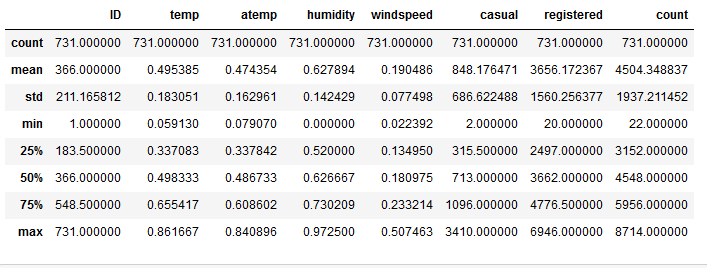 ID temp atemp humidity windspeed casual registered count
count 731.000000 731.000000 731.000000 731.000000 731.000000 731.000000 731.000000 731.000000
mean 366.000000 0.495385 0.474354 0.627894 0.190486 848.176471 3656.172367 4504.348837
std 211.165812 0.183051 0.162961 0.142429 0.077498 686.622488 1560.256377 1937.211452
min 1.000000 0.059130 0.079070 0.000000 0.022392 2.000000 20.000000 22.000000
25% 183.500000 0.337083 0.337842 0.520000 0.134950 315.500000 2497.000000 3152.000000
50% 366.000000 0.498333 0.486733 0.626667 0.180975 713.000000 3662.000000 4548.000000
75% 548.500000 0.655417 0.608602 0.730209 0.233214 1096.000000 4776.500000 5956.000000
max 731.000000 0.861667 0.840896 0.972500 0.507463 3410.000000 6946.000000 8714.000000